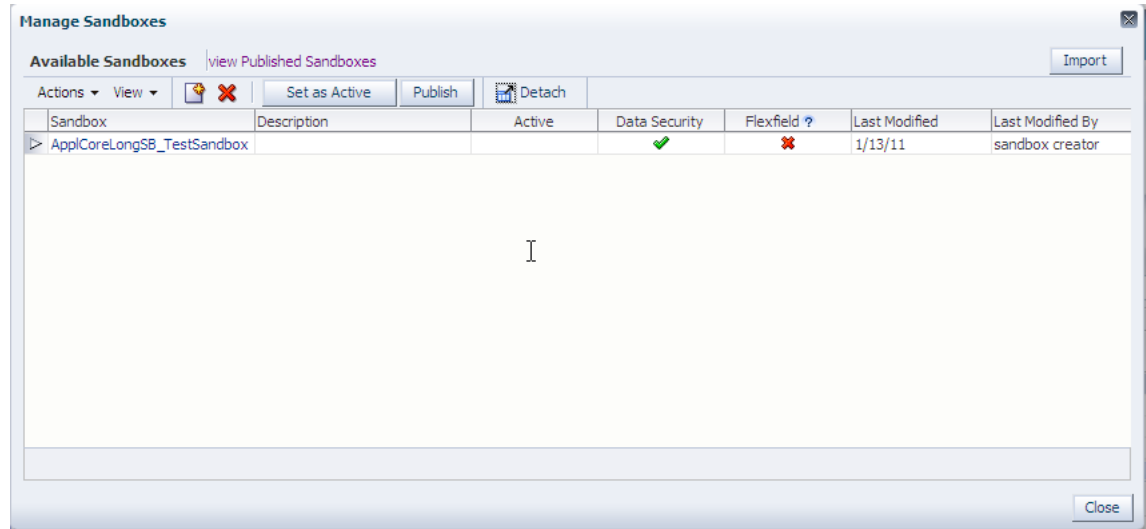 Manage Sandboxes
Available Sandboxes view Published Sandboxes Import
Actions View Set as Active Publish Detach
Sandbox Description Active Data Security Flexfield ? Last Modified Last Modified By
ApplCoreLongSB_TestSandbox 1/13/11 sandbox creator
Close